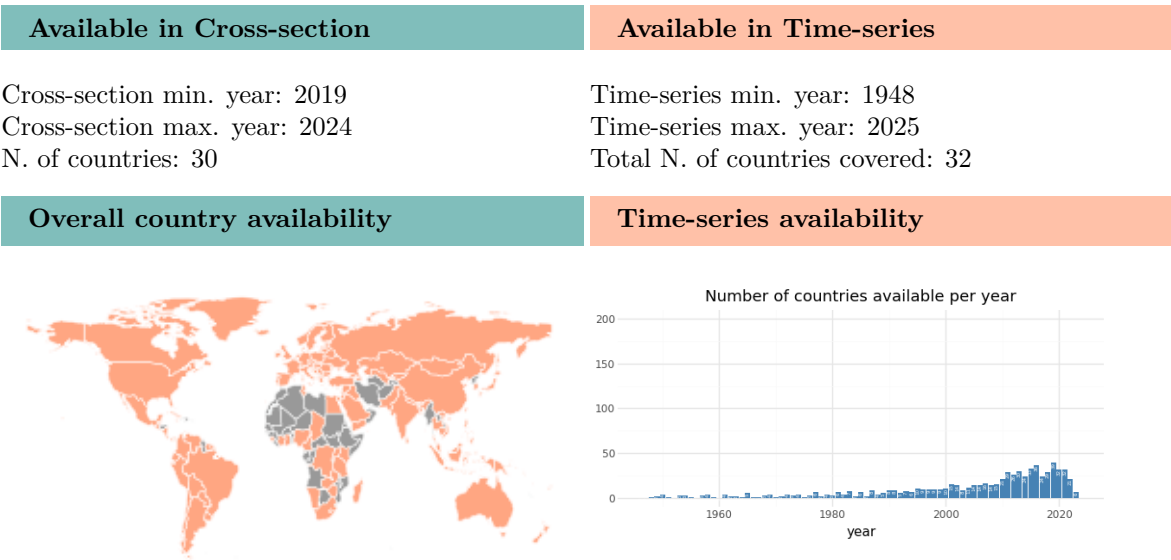 Available in Cross-section
Available in Time-series
Cross-section min. year: 2019
Cross-section max. year: 2024
N. of countries: 30
Time-series min. year: 1948
Time-series max. year: 2025
Total N. of countries covered: 32
Overall country availability
Time-series availability
Number of countries available per year
200
150
100
50
0
1960
1980
2000
2020
year